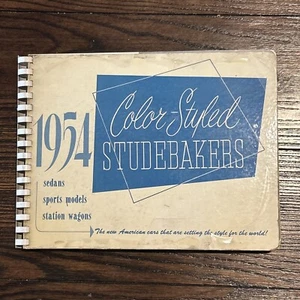 1954
Color-Styled
STUDEBAKERS
sedans
sports models
station wagons
The new American cars that are setting the style for the world!